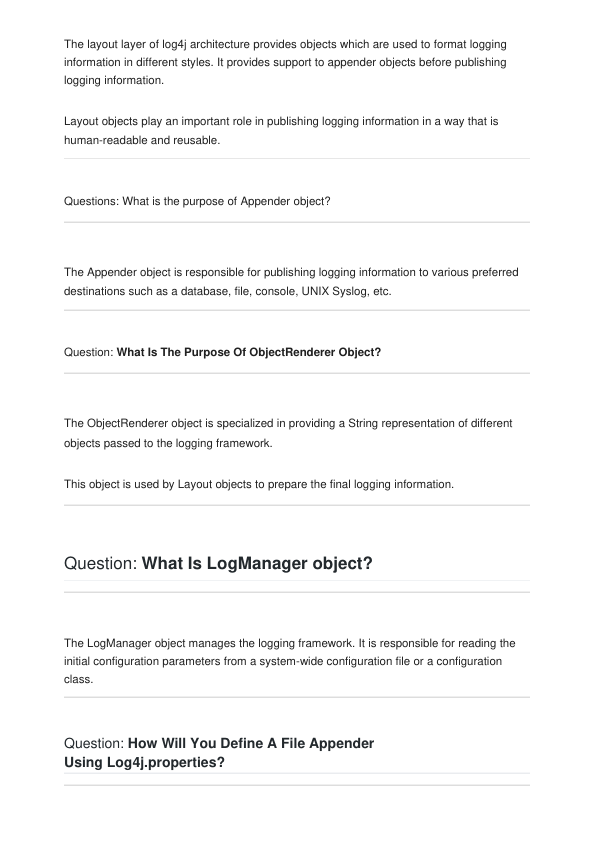 The layout layer of log4j architecture provides objects which are used to format logging
information in different styles. It provides support to appender objects before publishing
logging information.
Layout objects play an important role in publishing logging information in a way that is
human-readable and reusable.
Questions: What is the purpose of Appender object?
The Appender object is responsible for publishing logging information to various preferred
destinations such as a database, file, console, UNIX Syslog, etc.
Question: What Is The Purpose Of ObjectRenderer Object?
The ObjectRenderer object is specialized in providing a String representation of different
objects passed to the logging framework.
This object is used by Layout objects to prepare the final logging information.
Question: What Is LogManager object?
The LogManager object manages the logging framework. It is responsible for reading the
initial configuration parameters from a system-wide configuration file or a configuration
class.
Question: How Will You Define A File Appender
Using Log4j.properties?